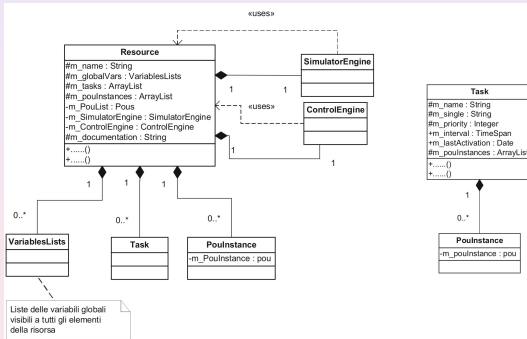 «uses»
Resource
#m_name : String
#m_globalVars : VariablesLists
#m_tasks : ArrayList
#m_pouInstances : ArrayList
-m_PouList : Pous
-m_SimulatorEngine : SimulatorEngine
-m_ControlEngine : ControlEngine
#m_documentation : String
+......()
+......()
SimulatorEngine
1
1
«uses»
ControlEngine
1
1
1
1
1
0..*
0..*
0..*
VariablesLists
Task
PouInstance
-m_PouInstance : pou
Liste delle variabili globali
visibili a tutti gli elementi
della risorsa
Task
#m_name : String
#m_single : String
#m_priority : Integer
+m_interval : TimeSpan
+m_lastActivation : Date
#m_pouInstances : ArrayList
+......()
+......()
1
0..*
PouInstance
-m_pouInstance : pou